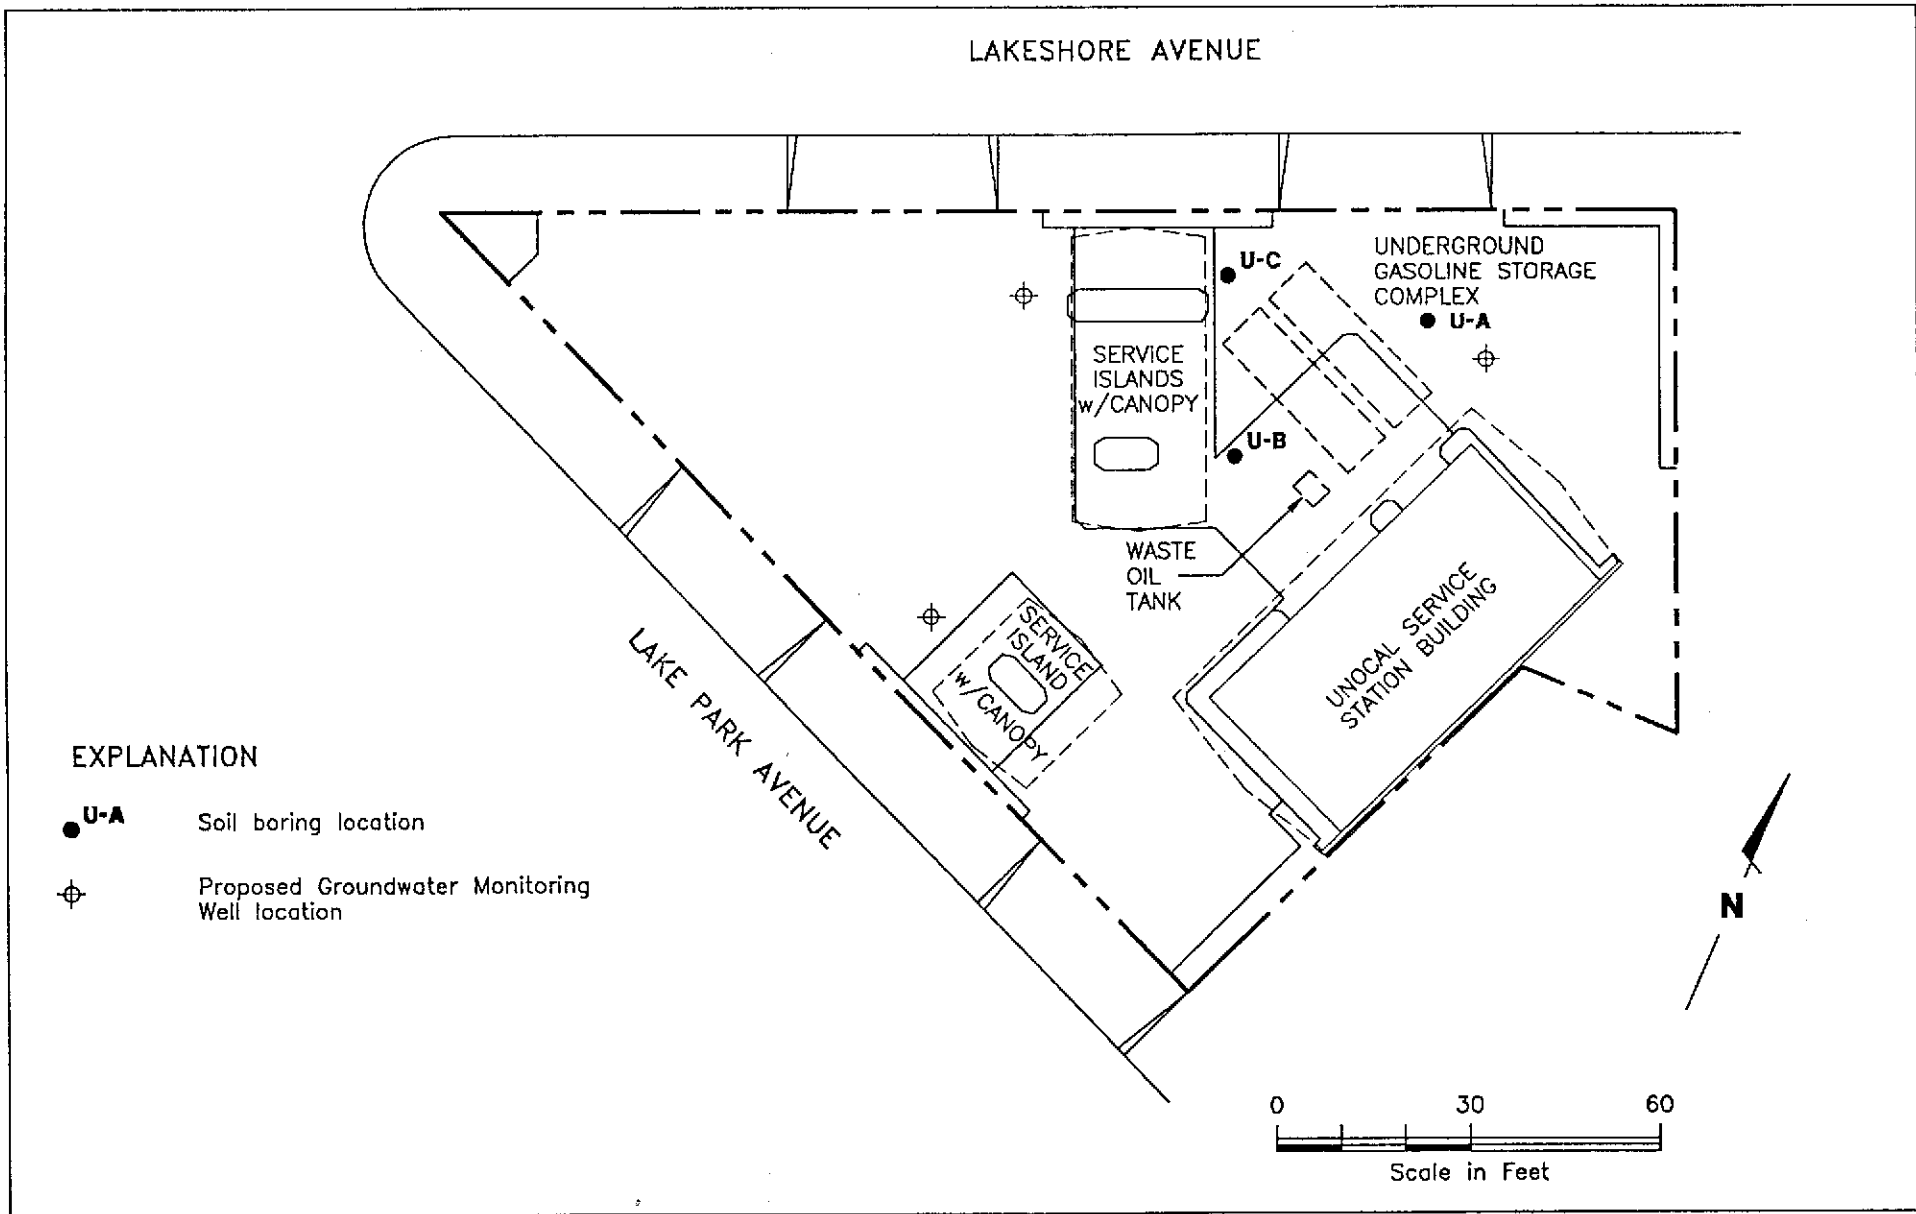 LAKESHORE AVENUE
U-C
UNDERGROUND
GASOLINE STORAGE
COMPLEX
U-A
SERVICE
ISLANDS
w/CANOPY
U-B
WASTE
OIL
TANK
SERVICE
ISLAND
w/CANOPY
UNOCAL SERVICE
STATION BUILDING
LAKE PARK AVENUE
EXPLANATION
U-A
Soil boring location
Proposed Groundwater Monitoring
Well location
N
0 30 60
Scale in Feet